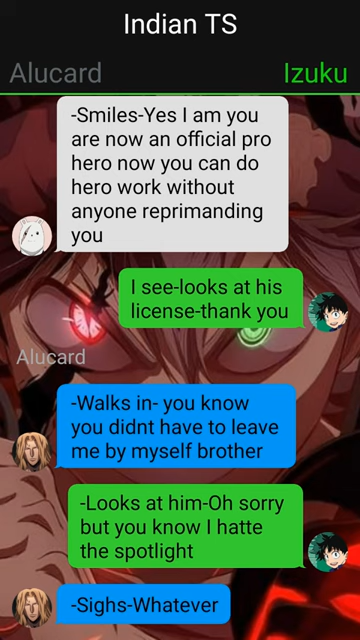 Indian TS
Alucard
Izuku
-Smiles-Yes I am you
are now an official pro
hero now you can do
hero work without
anyone reprimanding
you
I see-looks at his
license-thank you
Alucard
-Walks in- you know
you didnt have to leave
me by myself brother
-Looks at him-Oh sorry
but you know I hatte
the spotlight
-Sighs-Whatever